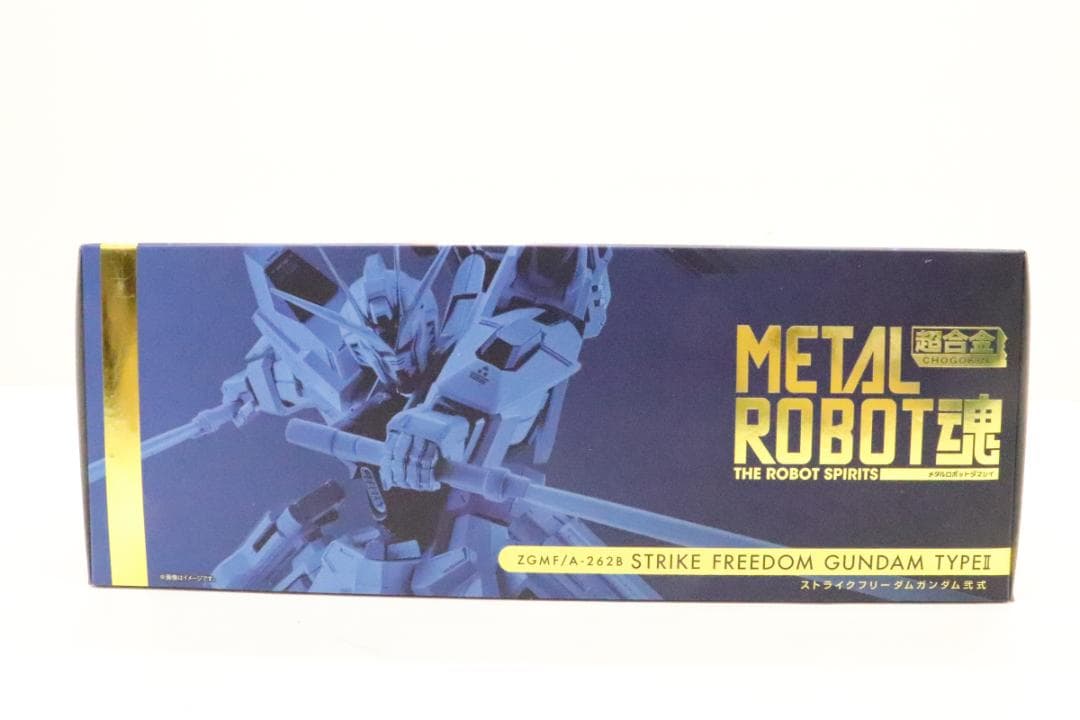 METAL
超合金
CHOGOKIN
ROBOT魂
THE ROBOT SPIRITS
メタルロボットダマシイ
ZGMF/A-262B STRIKE FREEDOM GUNDAM TYPEⅡ
ストライクフリーダムガンダム弐式
※画像はイメージです。